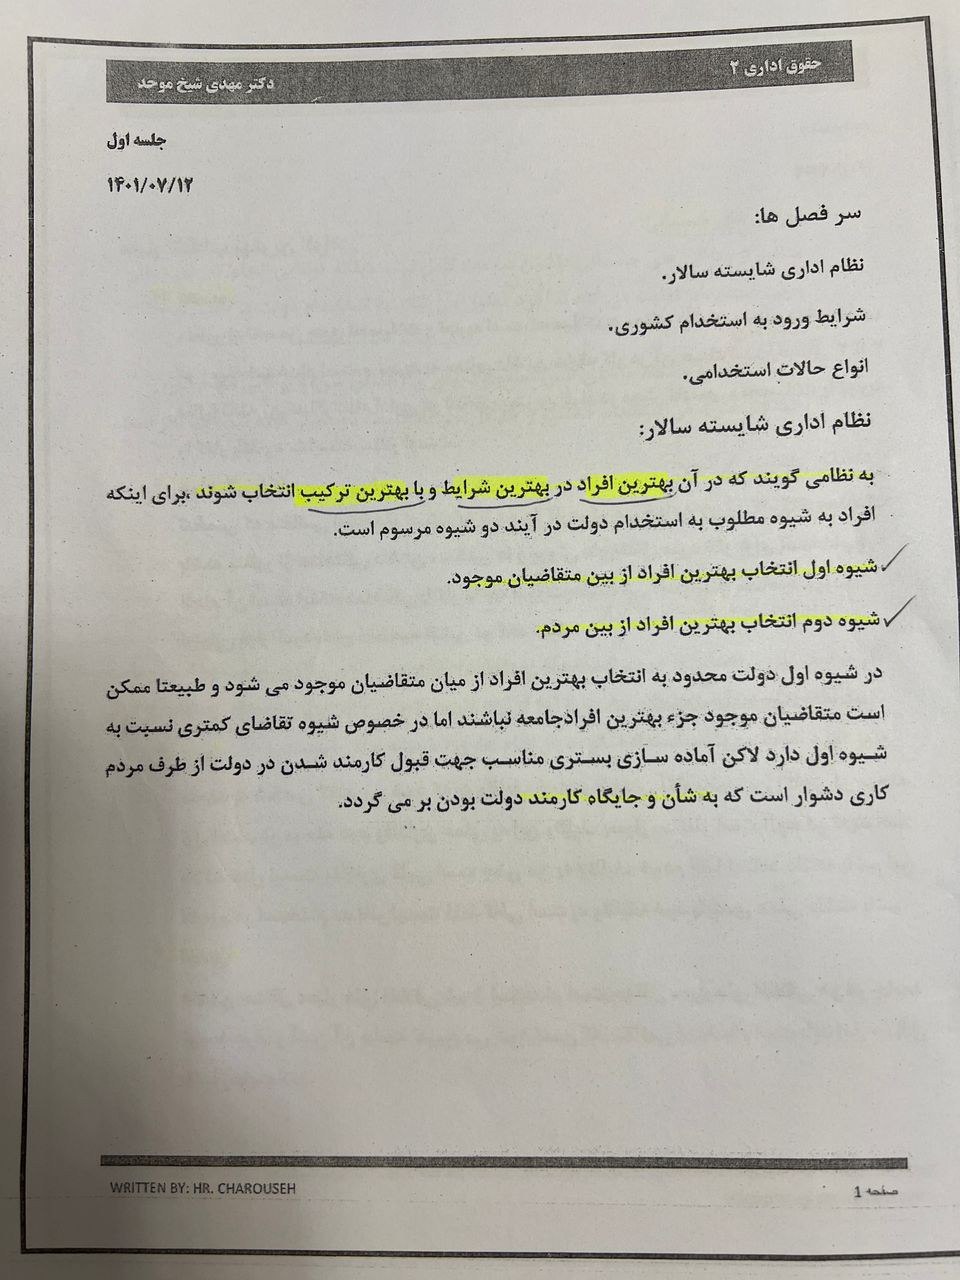 حقوق اداری ۲
دکتر مهدی شیخ موحد
جلسه اول
۱۴۰۱/۰۷/۱۲
سر فصل ها:
نظام اداری شایسته سالار.
شرایط ورود به استخدام کشوری.
انواع حالات استخدامی.
نظام اداری شایسته سالار:
به نظامی گویند که در آن بهترین افراد در بهترین شرایط و با بهترین ترکیب انتخاب شوند ،برای اینکه
افراد به شیوه مطلوب به استخدام دولت در آیند دو شیوه مرسوم است.
شیوه اول انتخاب بهترین افراد از بین متقاضیان موجود.
شیوه دوم انتخاب بهترین افراد از بین مردم.
در شیوه اول دولت محدود به انتخاب بهترین افراد از میان متقاضیان موجود می شود و طبیعتا ممکن
است متقاضیان موجود جزء بهترین افرادجامعه نباشند اما در خصوص شیوه تقاضای کمتری نسبت به
شیوه اول دارد لاکن آماده سازی بستری مناسب جهت قبول کارمند شدن در دولت از طرف مردم
کاری دشوار است که به شأن و جایگاه کارمند دولت بودن بر می گردد.
WRITTEN BY: HR. CHAROUSEH
صفحه 1